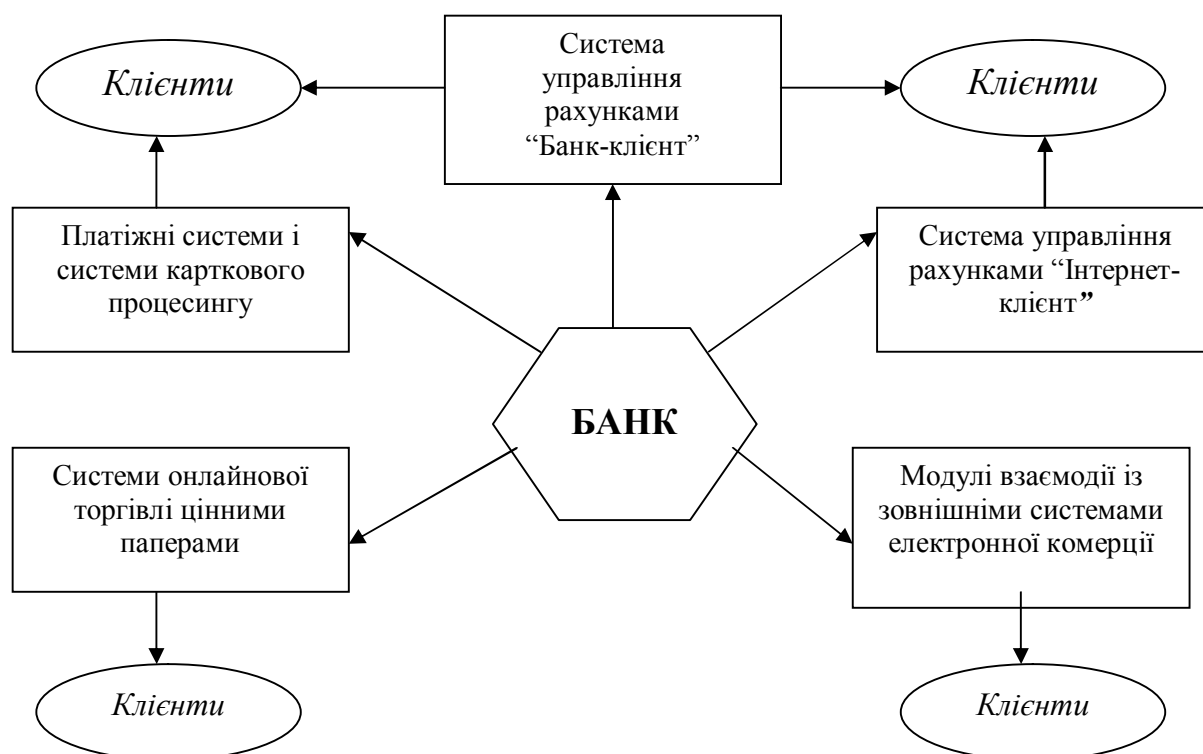 Клієнти
Система
управління
рахунками
“Банк-клієнт”
Клієнти
Платіжні системи і
системи карткового
процесингу
Система управління
рахунками “Інтернет-
клієнт”
БАНК
Системи онлайнової
торгівлі цінними
паперами
Модулі взаємодії із
зовнішніми системами
електронної комерції
Клієнти
Клієнти